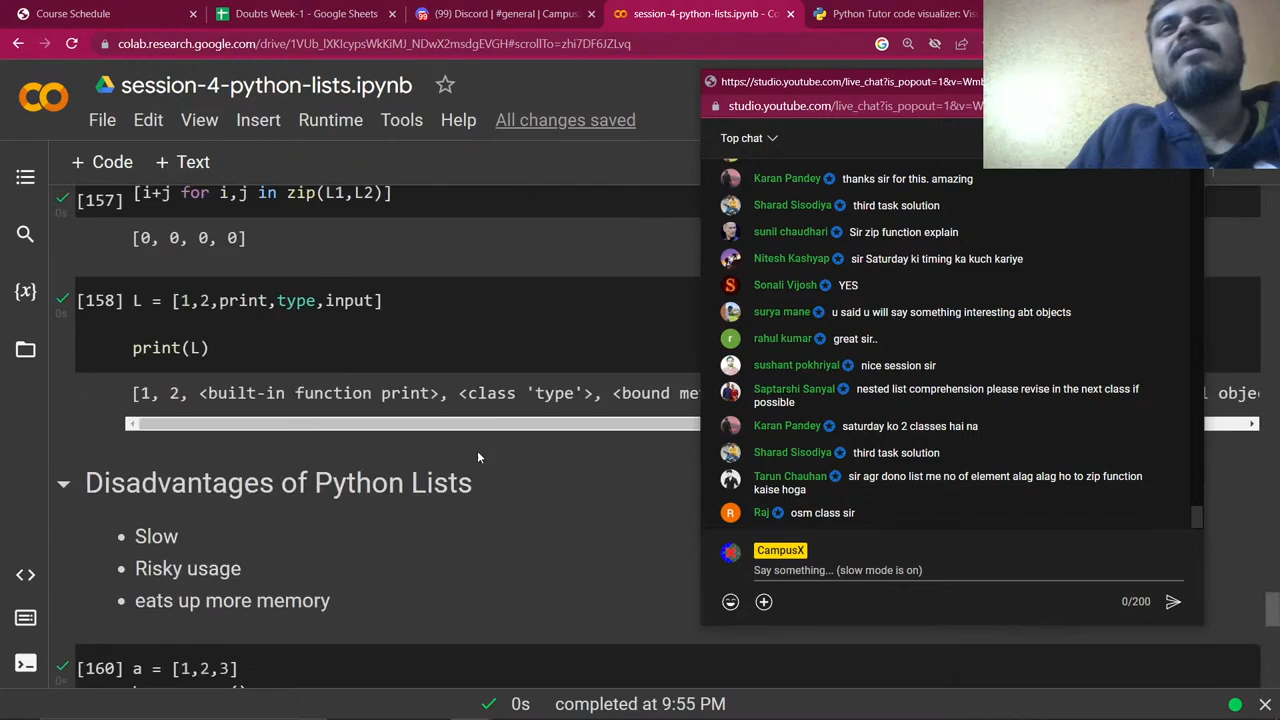 Course Schedule
Doubts Week-1 - Google Sheets
(99) Discord | #general | Campus
session-4-python-lists.ipynb - Co
Python Tutor code visualizer: Visu
colab.research.google.com/drive/1VUb_lXKIcypsWkKiMJ_NDwX2msdgEVGH#scrollTo=zhi7DF6JZLyq
session-4-python-lists.ipynb
File Edit View Insert Runtime Tools Help All changes saved
+ Code + Text
[157] [i+j for i,j in zip(L1,L2)]
0s
[0, 0, 0, 0]
[158] L = [1,2,print,type,input]
0s
print(L)
[1, 2, <built-in function print>, <class 'type'>, <bound me
l obje
Disadvantages of Python Lists
• Slow
• Risky usage
• eats up more memory
[160] a = [1,2,3]
0s completed at 9:55 PM
https://studio.youtube.com/live_chat?is_popout=1&v=Wmb
studio.youtube.com/live_chat?is_popout=1&v=W
Top chat
Karan Pandey thanks sir for this. amazing
Sharad Sisodiya third task solution
sunil chaudhari Sir zip function explain
Nitesh Kashyap sir Saturday ki timing ka kuch kariye
S Sonali Vijosh YES
surya mane u said u will say something interesting abt objects
r rahul kumar great sir..
sushant pokhriyal nice session sir
Saptarshi Sanyal nested list comprehension please revise in the next class if
possible
Karan Pandey saturday ko 2 classes hai na
Sharad Sisodiya third task solution
Tarun Chauhan sir agr dono list me no of element alag alag ho to zip function
kaise hoga
R Raj osm class sir
CampusX
Say something... (slow mode is on)
0/200